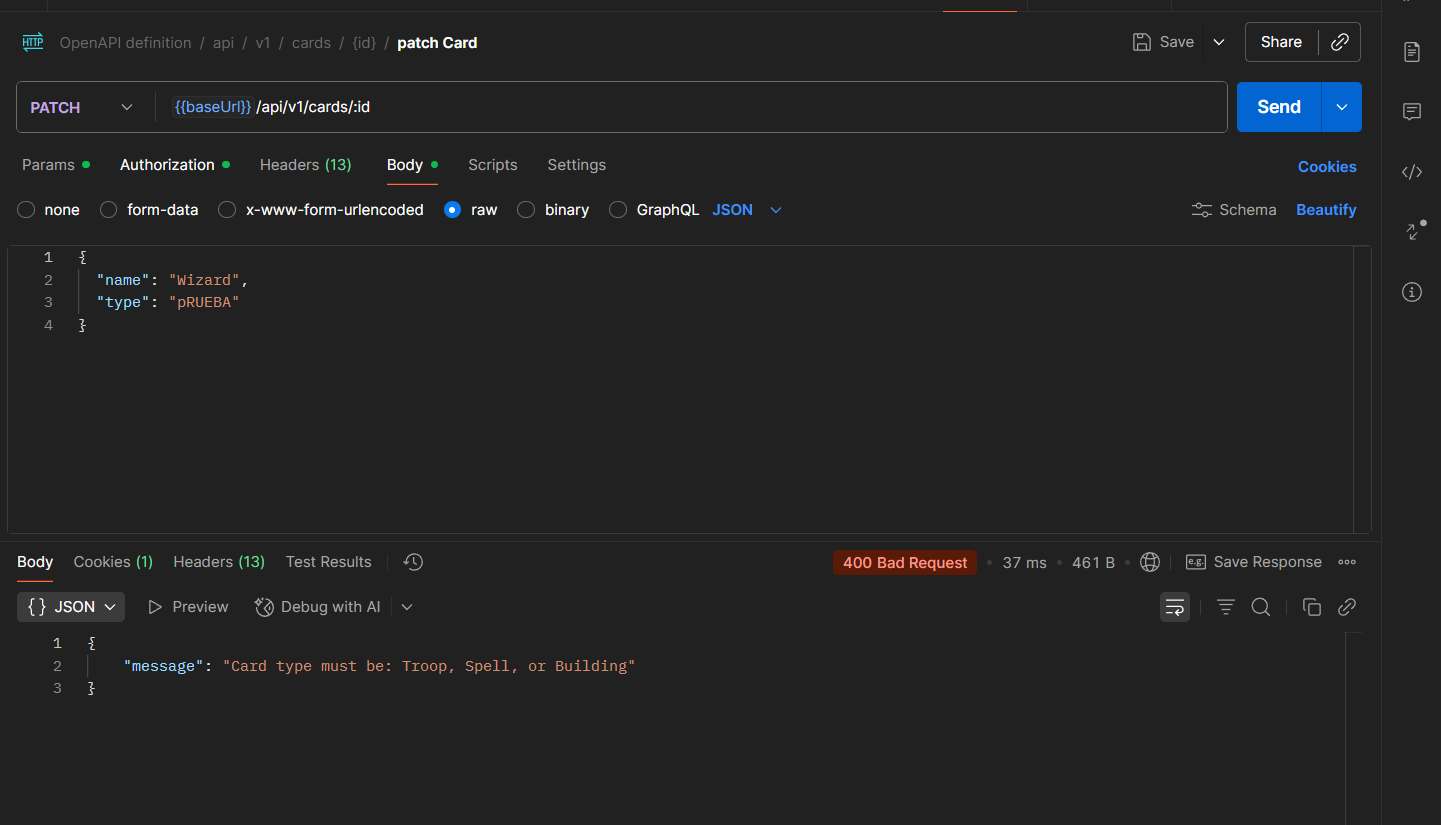 HTTP OpenAPI definition / api / v1 / cards / {id} / patch Card Save Share
PATCH {{baseUrl}} /api/v1/cards/:id Send
Params Authorization Headers (13) Body Scripts Settings Cookies
none form-data x-www-form-urlencoded raw binary GraphQL JSON Schema Beautify
1 {
2 "name": "Wizard",
3 "type": "pRUEBA"
4 }
Body Cookies (1) Headers (13) Test Results 400 Bad Request 37 ms 461 B e.g. Save Response
{} JSON Preview Debug with AI
1 {
2 "message": "Card type must be: Troop, Spell, or Building"
3 }